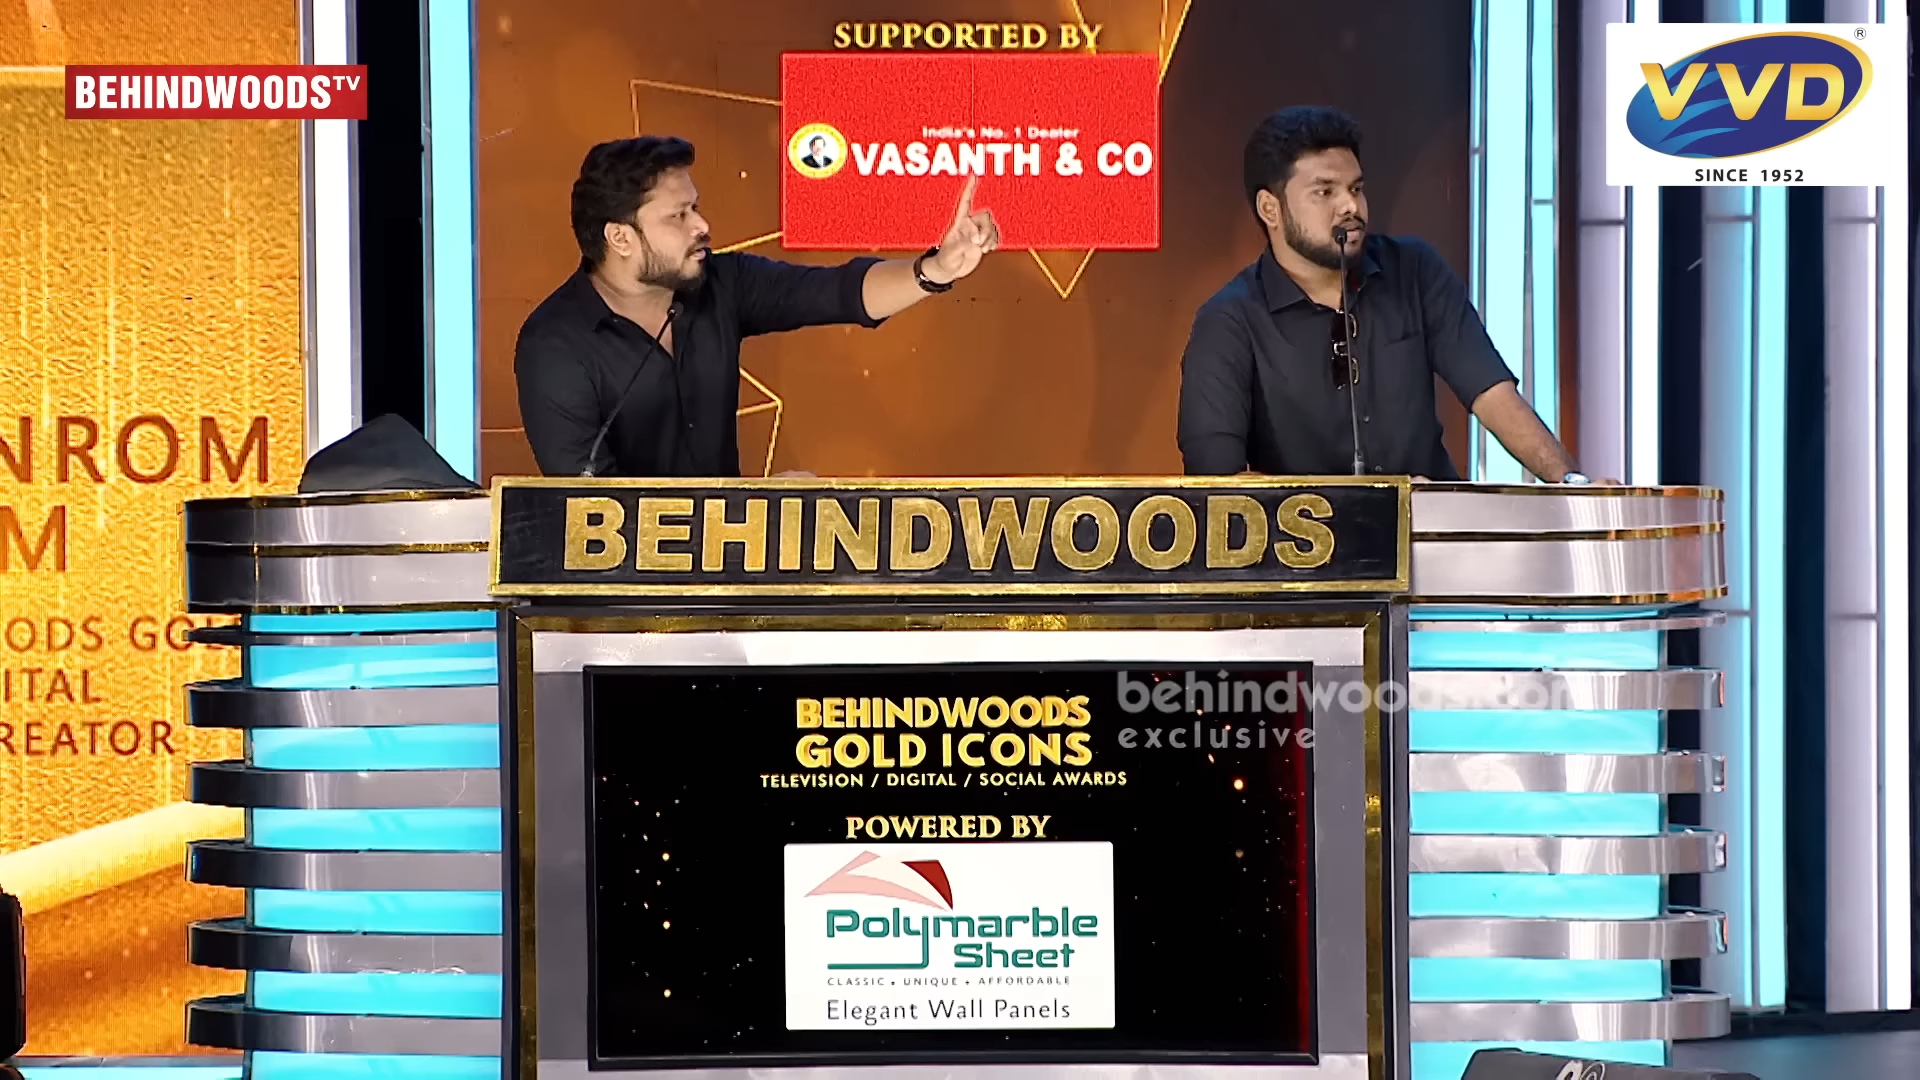 BEHINDWOODS TV
SUPPORTED BY
India's No. 1 Dealer
VASANTH & CO
VVD
®
SINCE 1952
NROM
M
ODS GO
ITAL
REATOR
BEHINDWOODS
BEHINDWOODS
GOLD ICONS
TELEVISION / DIGITAL / SOCIAL AWARDS
behindwoods.com
exclusive
POWERED BY
Polymarble
Sheet
CLASSIC • UNIQUE • AFFORDABLE
Elegant Wall Panels